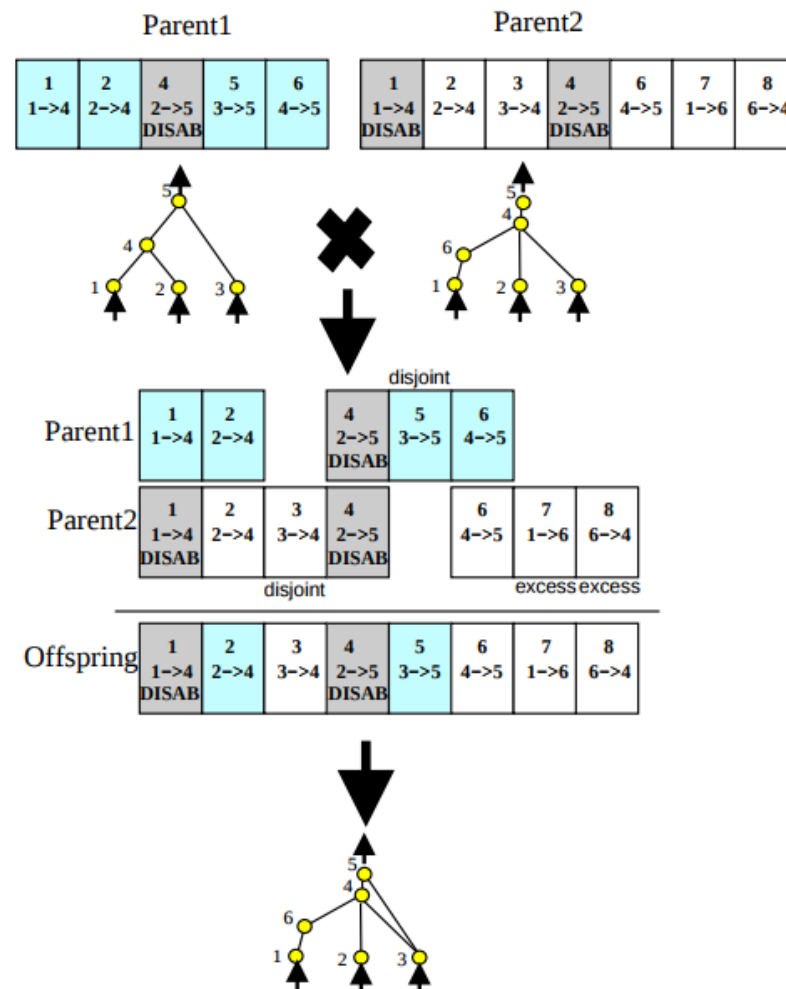 Parent1 Parent2
1 2 4 5 6 1 2 3 4 6 7 8
1->4 2->4 2->5 3->5 4->5 1->4 2->4 3->4 2->5 4->5 1->6 6->4
DISAB DISAB DISAB
5 5
4
4 6
1 2 3 1 2 3
disjoint
1 2 4 5 6
Parent1 1->4 2->4 2->5 3->5 4->5
DISAB
Parent2 1 2 3 4 6 7 8
1->4 2->4 3->4 2->5 4->5 1->6 6->4
DISAB DISAB
disjoint excess excess
1 2 3 4 5 6 7 8
Offspring 1->4 2->4 3->4 2->5 3->5 4->5 1->6 6->4
DISAB DISAB
5
4
6
1 2 3